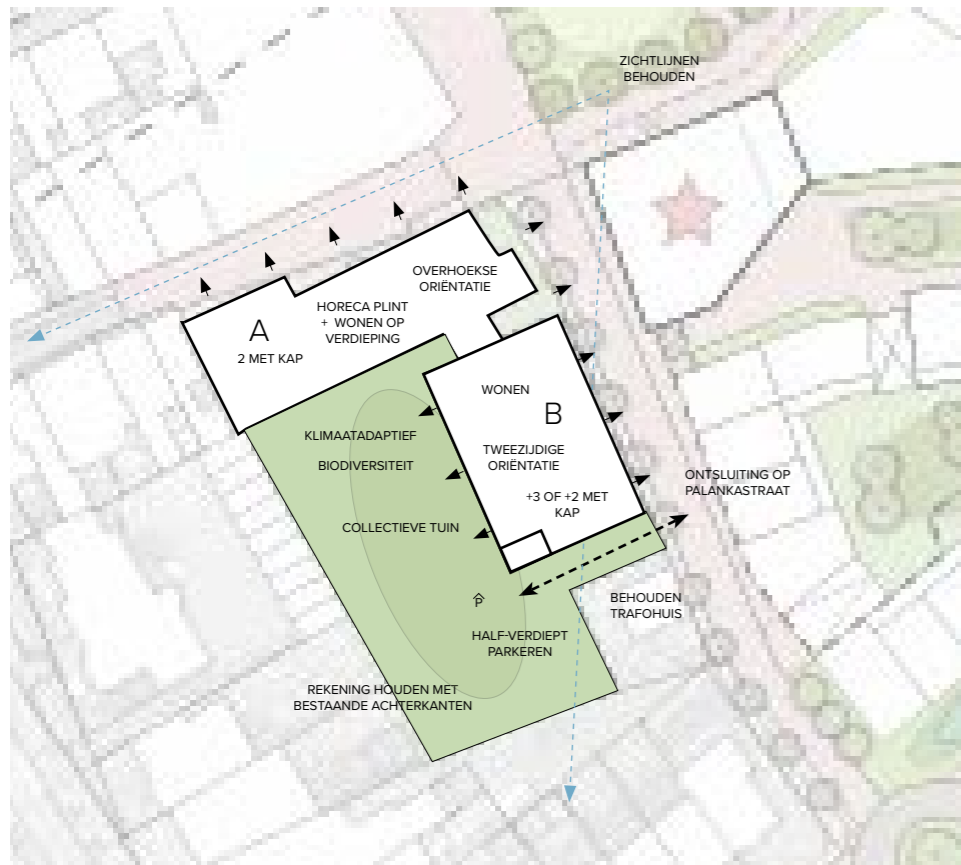 ZICHTLIJNEN
BEHOUDEN
OVERHOEKSE
ORIËNTATIE
HORECA PLINT
+ WONEN OP
VERDIEPING
A
2 MET KAP
WONEN
B
TWEEZIJDIGE
ORIËNTATIE
+3 OF +2 MET
KAP
KLIMAATADAPTIEF
BIODIVERSITEIT
COLLECTIEVE TUIN
ONTSLUITING OP
PALANKASTRAAT
P
BEHOUDEN
TRAFOHUIS
HALF-VERDIEPT
PARKEREN
REKENING HOUDEN MET
BESTAANDE ACHTERKANTEN